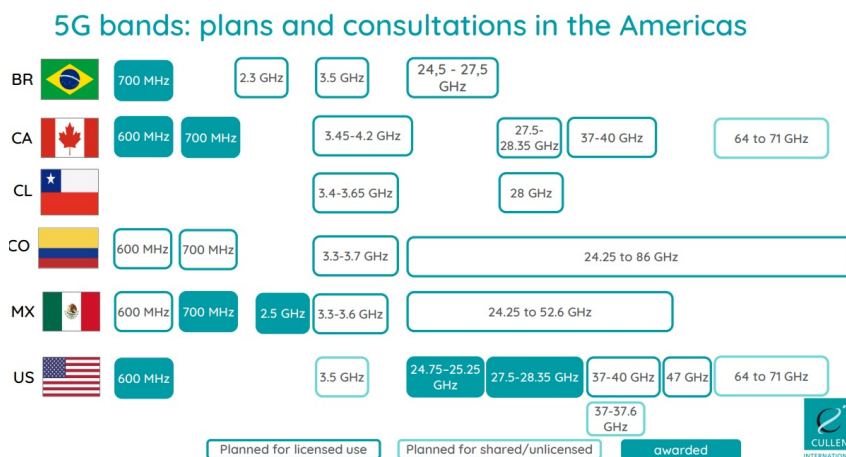 5G bands: plans and consultations in the Americas
BR
700 MHz
2.3 GHz
3.5 GHz
24,5 - 27,5
GHz
CA
600 MHz
700 MHz
3.45-4.2 GHz
27.5-
28.35 GHz
37-40 GHz
64 to 71 GHz
CL
3.4-3.65 GHz
28 GHz
CO
600 MHz
700 MHz
3.3-3.7 GHz
24.25 to 86 GHz
MX
600 MHz
700 MHz
2.5 GHz
3.3-3.6 GHz
24.25 to 52.6 GHz
US
600 MHz
3.5 GHz
24.75-25.25
GHz
27.5-28.35 GHz
37-40 GHz
47 GHz
64 to 71 GHz
37-37.6
GHz
Planned for licensed use
Planned for shared/unlicensed
awarded
CULLEN
INTERNATIONAL